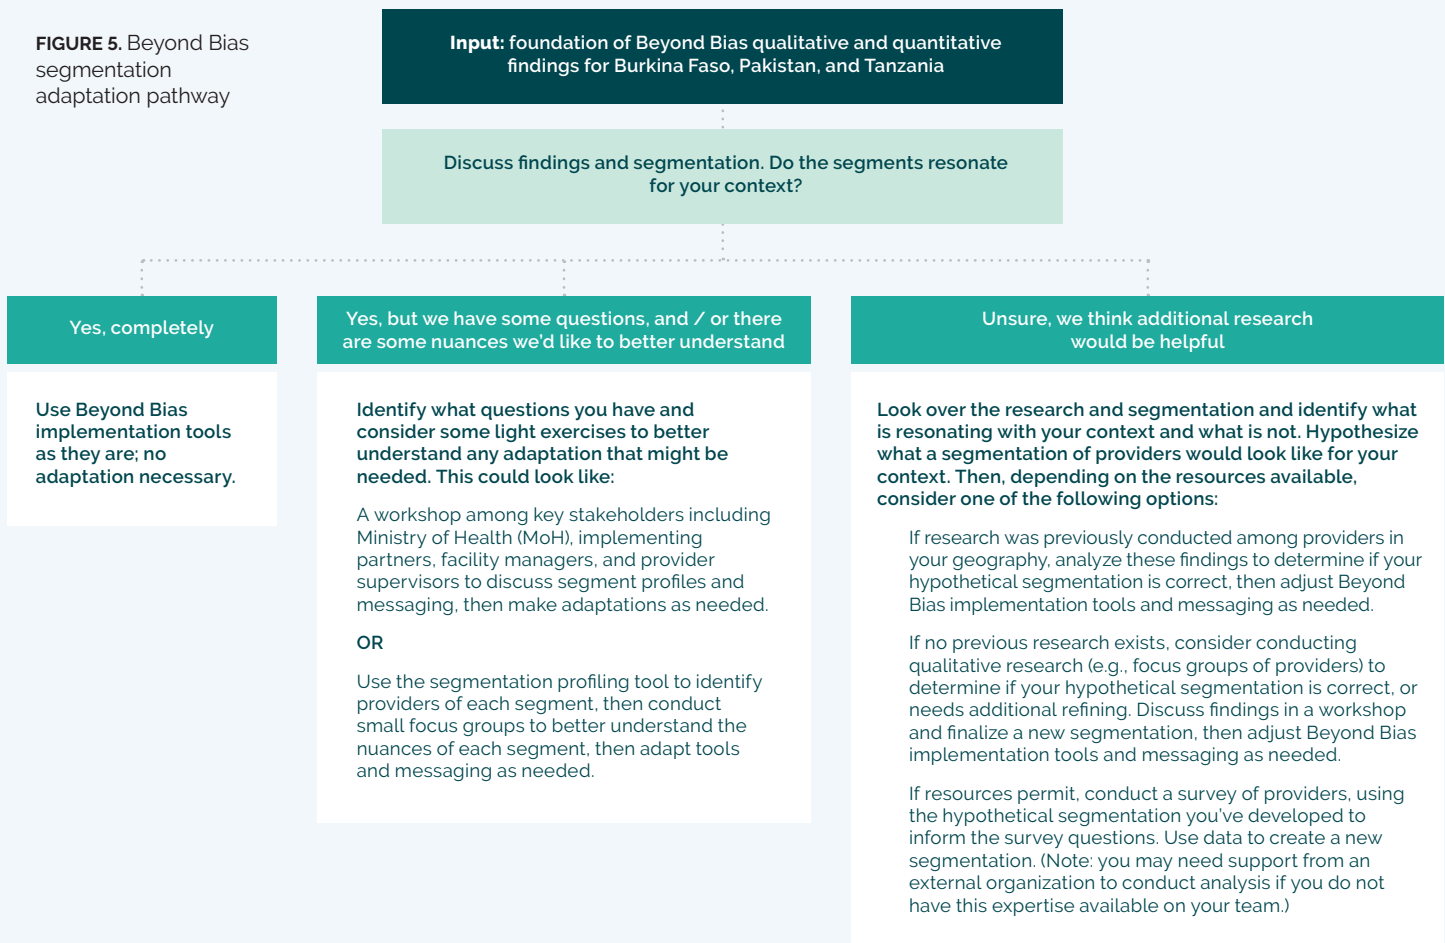 FIGURE 5. Beyond Bias
segmentation
adaptation pathway
Input: foundation of Beyond Bias qualitative and quantitative
findings for Burkina Faso, Pakistan, and Tanzania
Discuss findings and segmentation. Do the segments resonate
for your context?
Yes, completely
Use Beyond Bias
implementation tools
as they are; no
adaptation necessary.
Yes, but we have some questions, and / or there
are some nuances we'd like to better understand
Identify what questions you have and
consider some light exercises to better
understand any adaptation that might be
needed. This could look like:
A workshop among key stakeholders including
Ministry of Health (MoH), implementing
partners, facility managers, and provider
supervisors to discuss segment profiles and
messaging, then make adaptations as needed.
OR
Use the segmentation profiling tool to identify
providers of each segment, then conduct
small focus groups to better understand the
nuances of each segment, then adapt tools
and messaging as needed.
Unsure, we think additional research
would be helpful
Look over the research and segmentation and identify what
is resonating with your context and what is not. Hypothesize
what a segmentation of providers would look like for your
context. Then, depending on the resources available,
consider one of the following options:
If research was previously conducted among providers in
your geography, analyze these findings to determine if your
hypothetical segmentation is correct, then adjust Beyond
Bias implementation tools and messaging as needed.
If no previous research exists, consider conducting
qualitative research (e.g., focus groups of providers) to
determine if your hypothetical segmentation is correct, or
needs additional refining. Discuss findings in a workshop
and finalize a new segmentation, then adjust Beyond Bias
implementation tools and messaging as needed.
If resources permit, conduct a survey of providers, using
the hypothetical segmentation you've developed to
inform the survey questions. Use data to create a new
segmentation. (Note: you may need support from an
external organization to conduct analysis if you do not
have this expertise available on your team.)